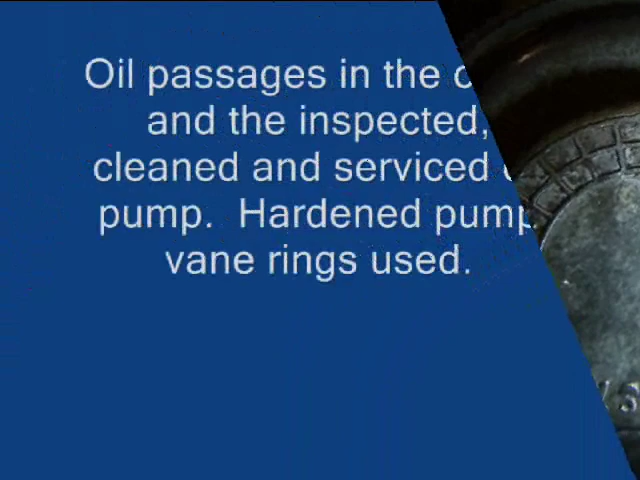 Oil passages in the
and the inspected,
cleaned and serviced
pump. Hardened pump
vane rings used.